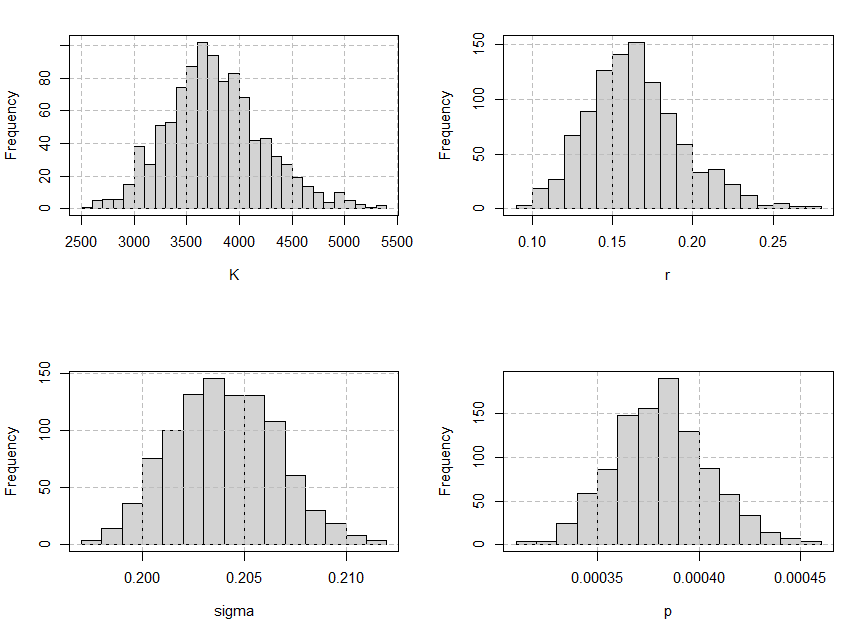 Frequency
0 20 40 60 80
2500 3000 3500 4000 4500 5000 5500
K
Frequency
0 50 100 150
0.10 0.15 0.20 0.25
r
Frequency
0 50 100 150
0.200 0.205 0.210
sigma
Frequency
0 50 100 150
0.00035 0.00040 0.00045
p